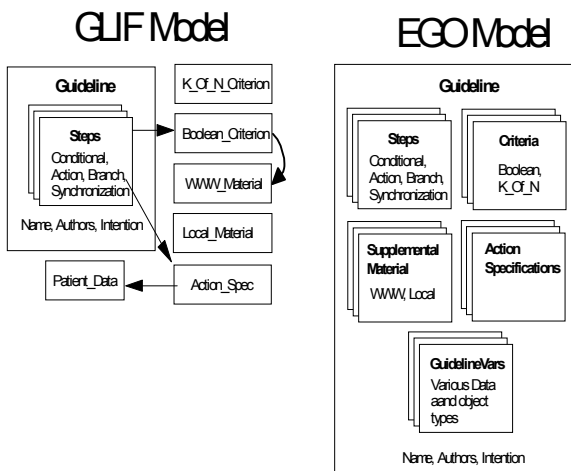 GLIF Model
Guideline
Steps
Conditional,
Action, Branch,
Synchronization
Name, Authors, Intention
K_Of_N_Criterion
Boolean_Criterion
WWW_Material
Local_Material
Patient_Data
Action_Spec
EGO Model
Guideline
Steps
Conditional,
Action, Branch,
Synchronization
Criteria
Boolean,
K_Of_N
Supplemental
Material
WWW, Local
Action
Specifications
GuidelineVars
Various Data
aand object
types
Name, Authors, Intention